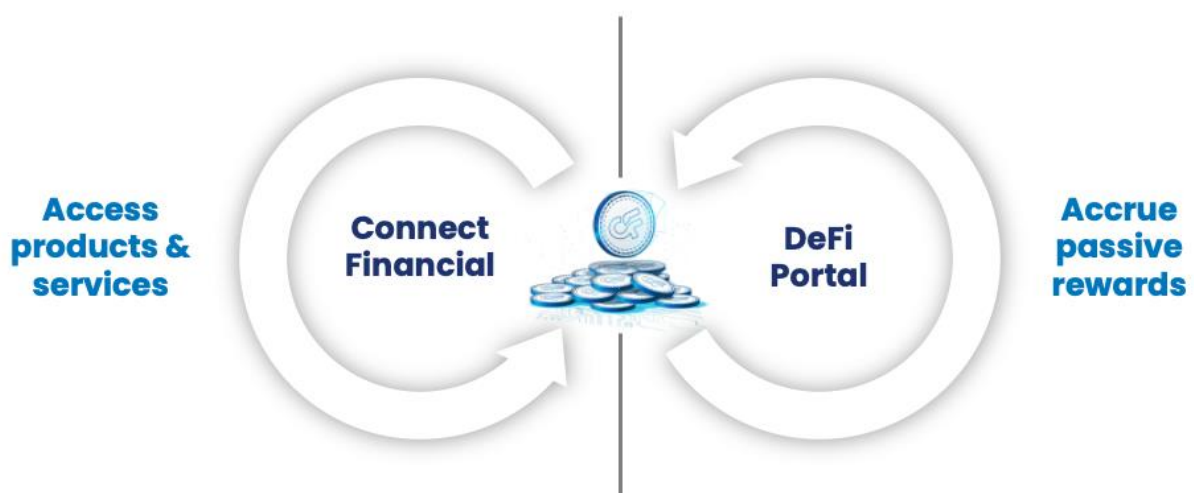 Access
products &
services
Connect
Financial
DeFi
Portal
Accrue
passive
rewards